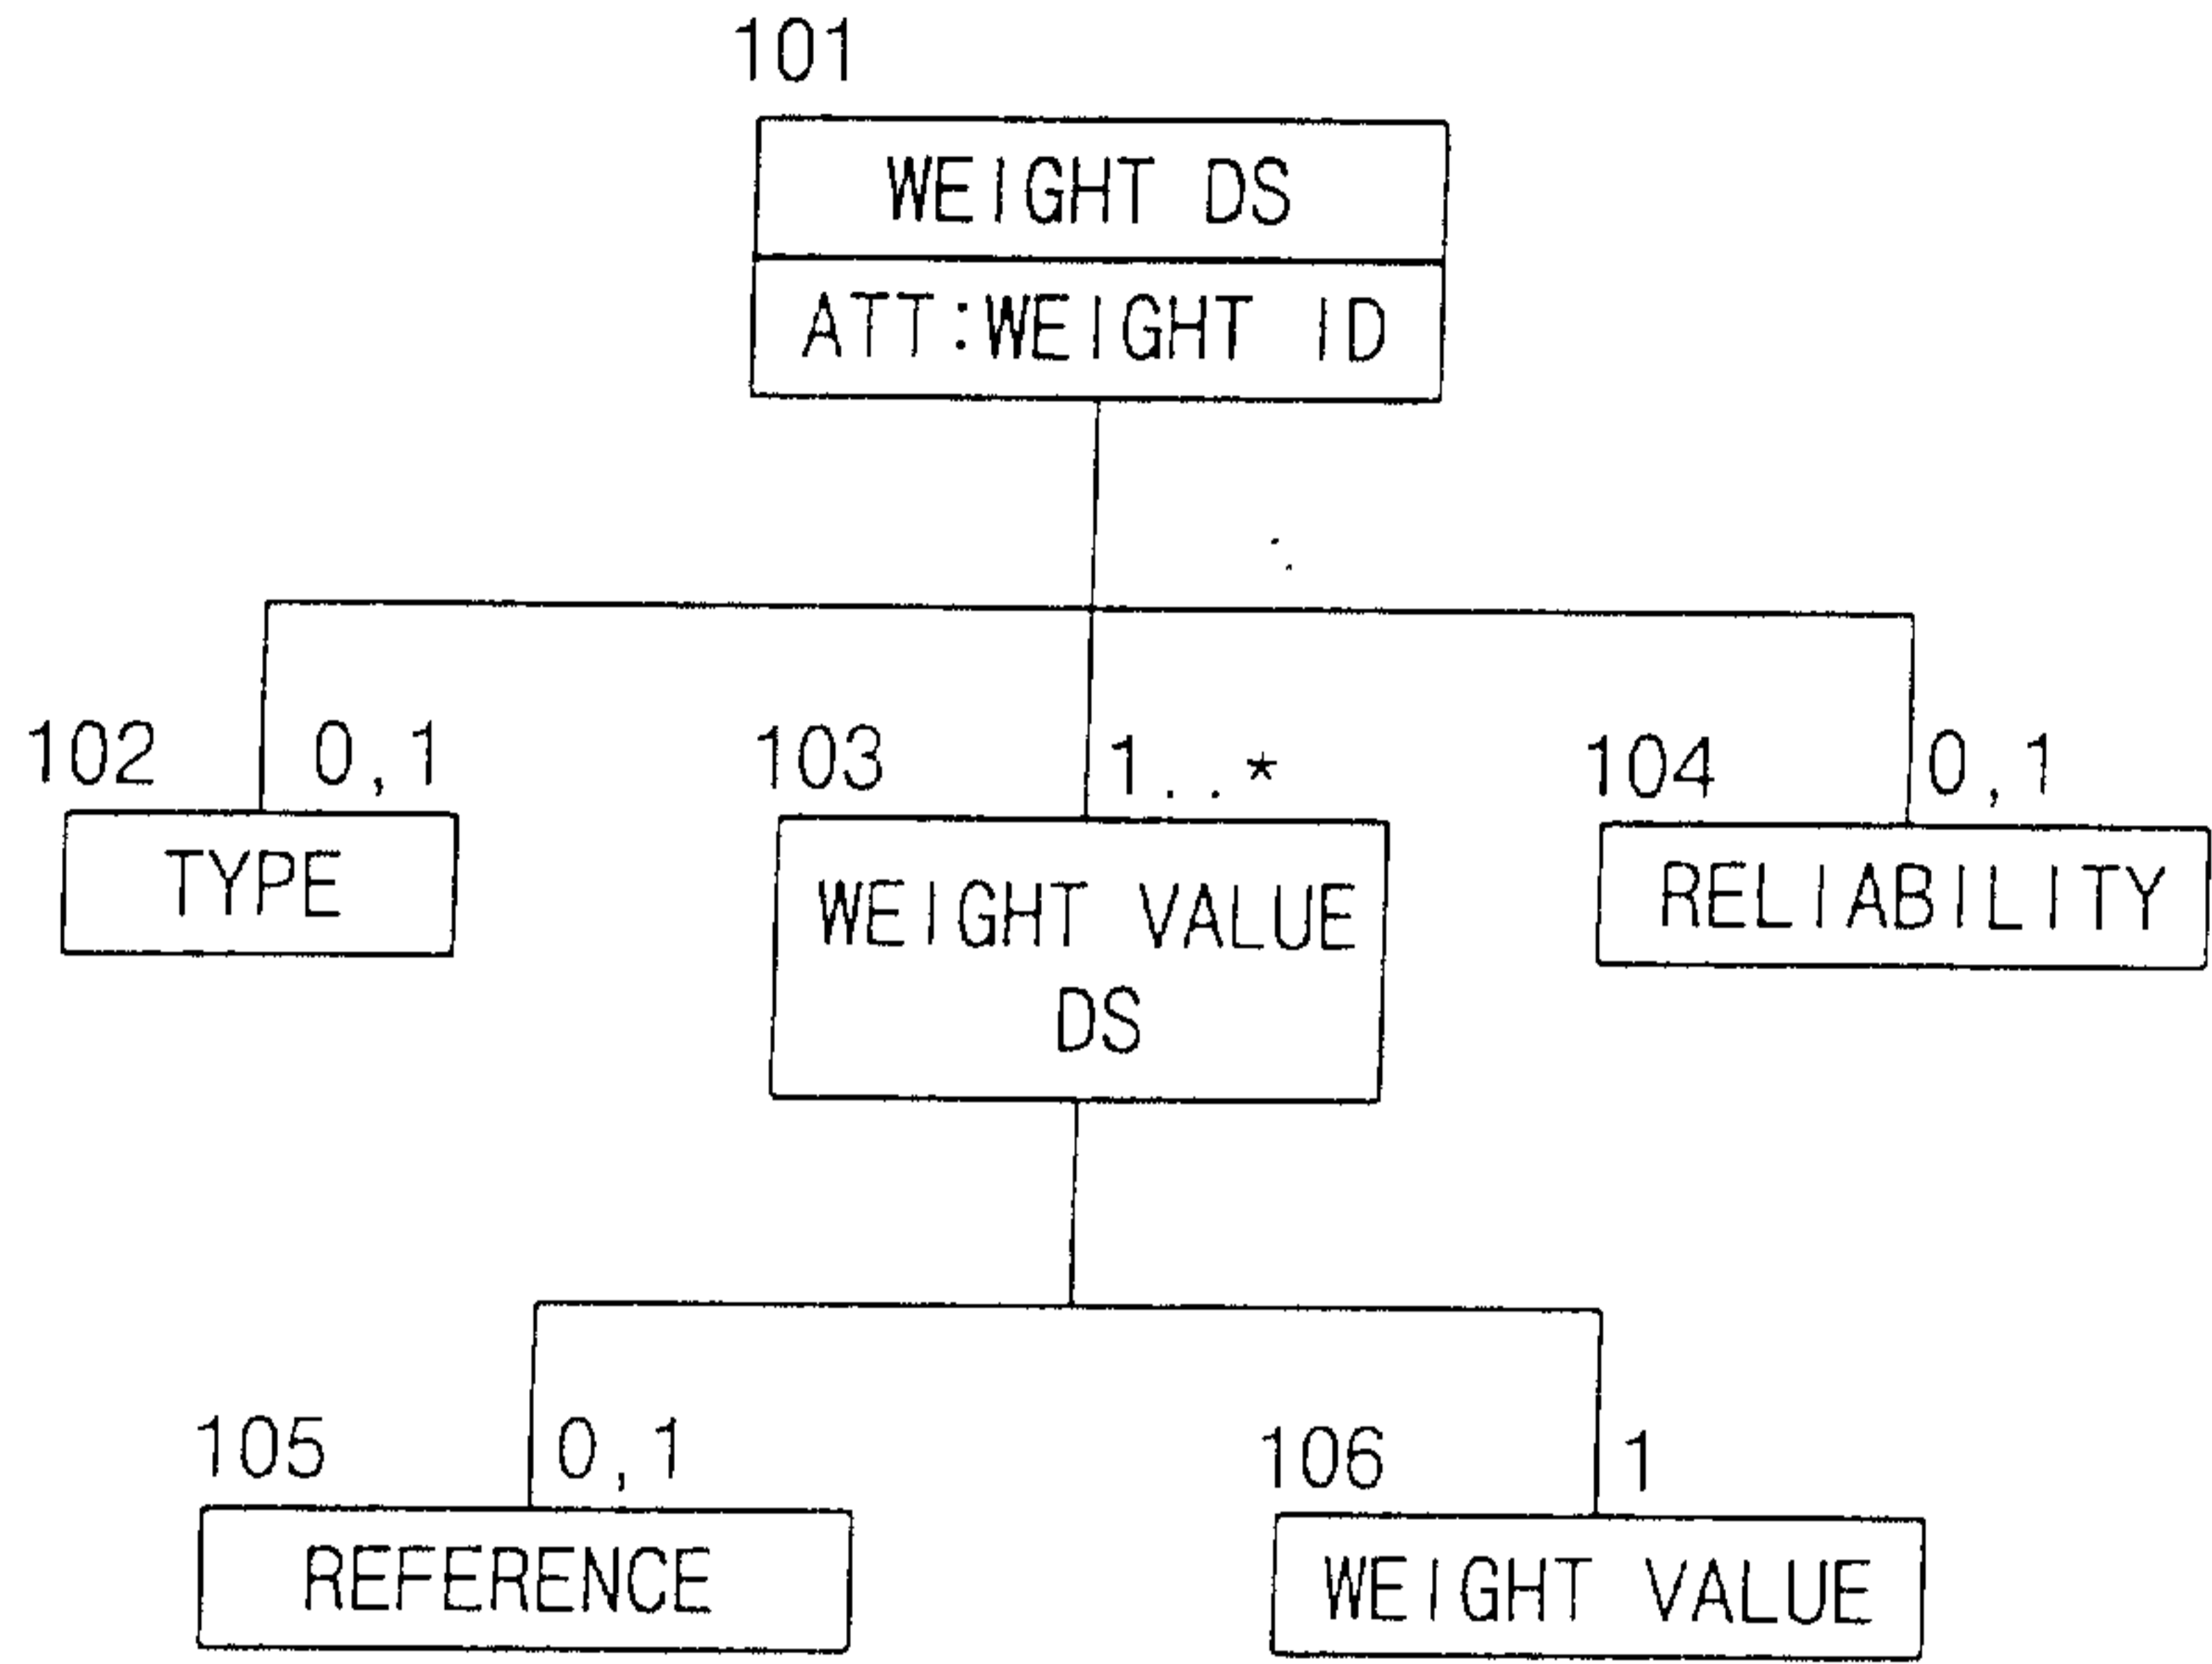 101
WEIGHT DS
ATT:WEIGHT ID
102 0,1
103 1..*
104 0,1
TYPE
WEIGHT VALUE
DS
RELIABILITY
105 0,1
106 1
REFERENCE
WEIGHT VALUE